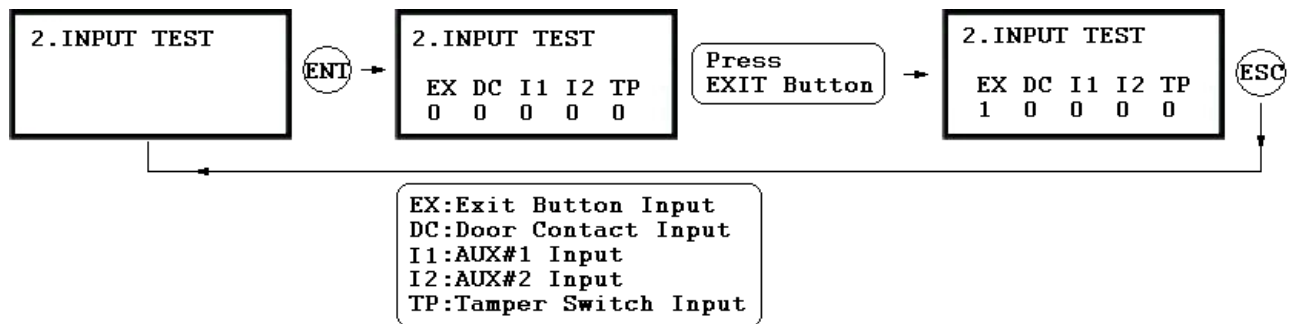 2.INPUT TEST
ENT
2.INPUT TEST
EX DC I1 I2 TP
0 0 0 0 0
Press
EXIT Button
2.INPUT TEST
EX DC I1 I2 TP
1 0 0 0 0
ESC
EX:Exit Button Input
DC:Door Contact Input
I1:AUX#1 Input
I2:AUX#2 Input
TP:Tamper Switch Input